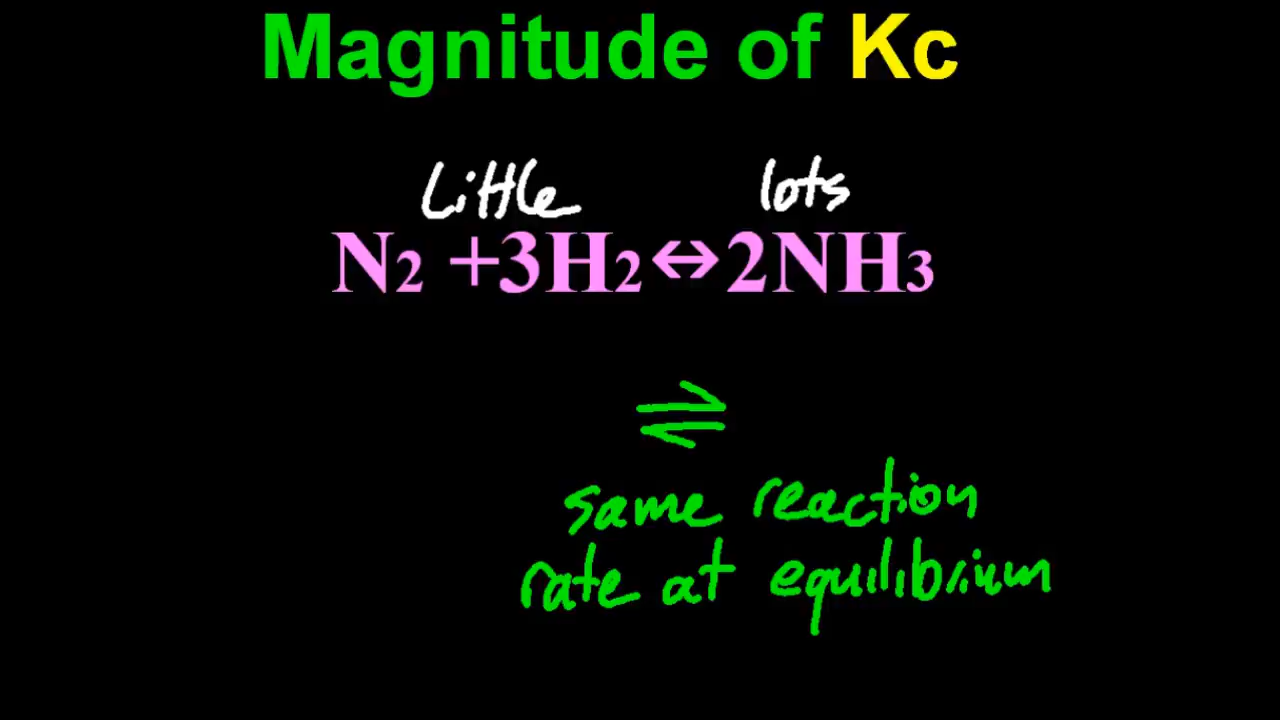 Magnitude of Kc
Little lots
N2 +3H2↔2NH3
⇌
same reaction
rate at equilibrium